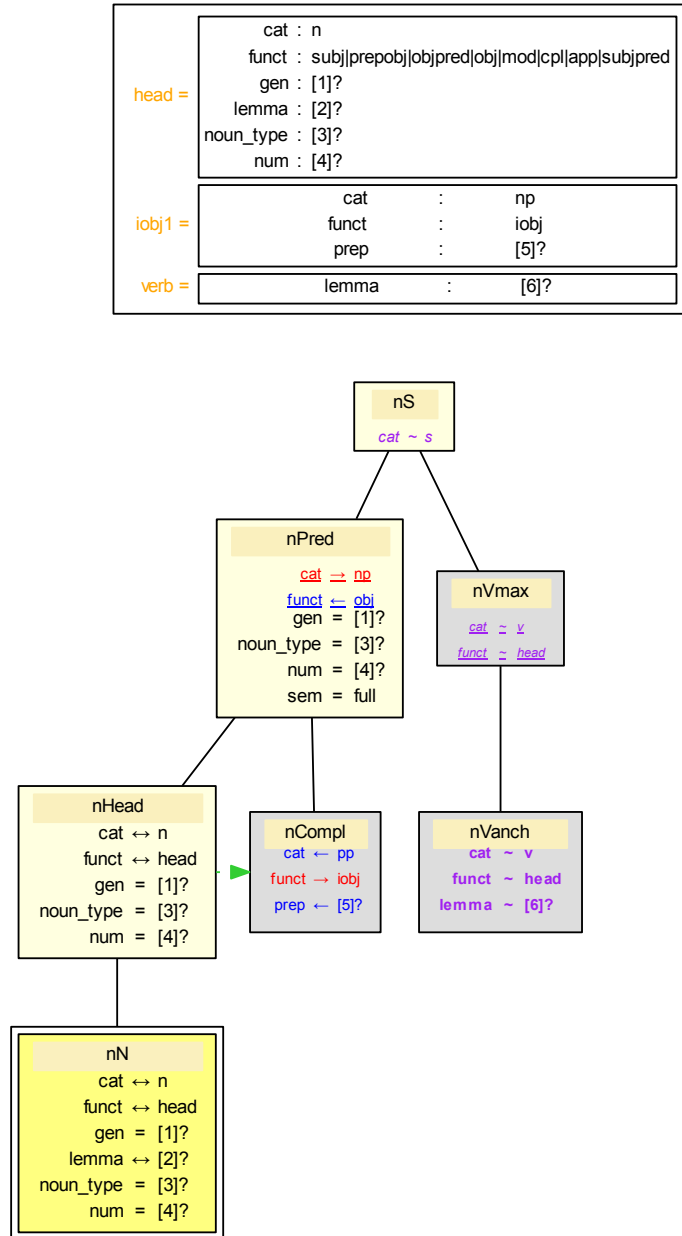 head =
cat : n
funct : subj|prepobj|objpred|obj|mod|cpl|app|subjpred
gen : [1]?
lemma : [2]?
noun_type : [3]?
num : [4]?
iobj1 =
cat : np
funct : iobj
prep : [5]?
verb =
lemma : [6]?
nS
cat ~ s
nPred
cat → np
funct ← obj
gen = [1]?
noun_type = [3]?
num = [4]?
sem = full
nVmax
cat ~ v
funct ~ head
nHead
cat ↔ n
funct ↔ head
gen = [1]?
noun_type = [3]?
num = [4]?
nCompl
cat ← pp
funct → iobj
prep ← [5]?
nVanch
cat ~ v
funct ~ head
lemma ~ [6]?
nN
cat ↔ n
funct ↔ head
gen = [1]?
lemma ↔ [2]?
noun_type = [3]?
num = [4]?